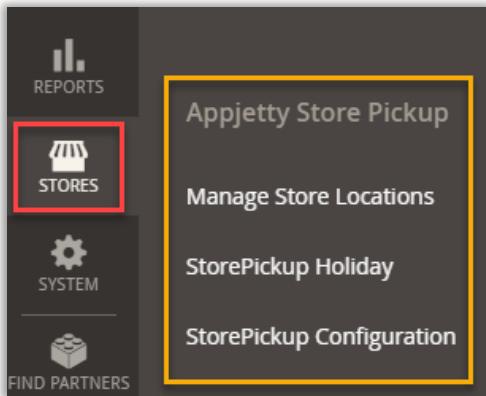 REPORTS
STORES
SYSTEM
FIND PARTNERS
Appjetty Store Pickup
Manage Store Locations
StorePickup Holiday
StorePickup Configuration